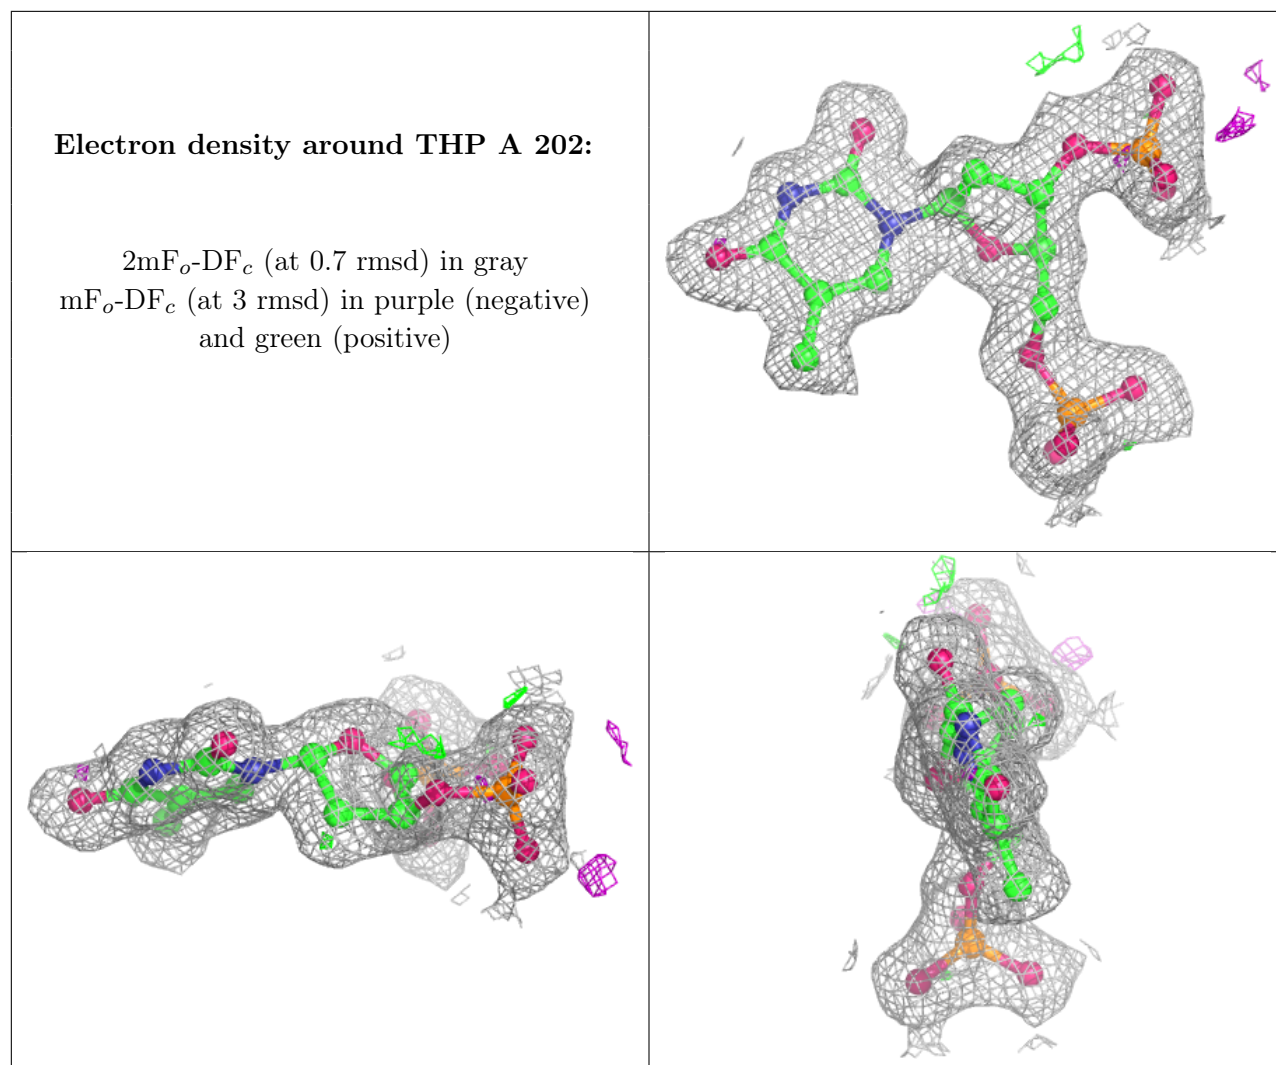 Electron density around THP A 202:
2mFo-DFc (at 0.7 rmsd) in gray
mFo-DFc (at 3 rmsd) in purple (negative)
and green (positive)